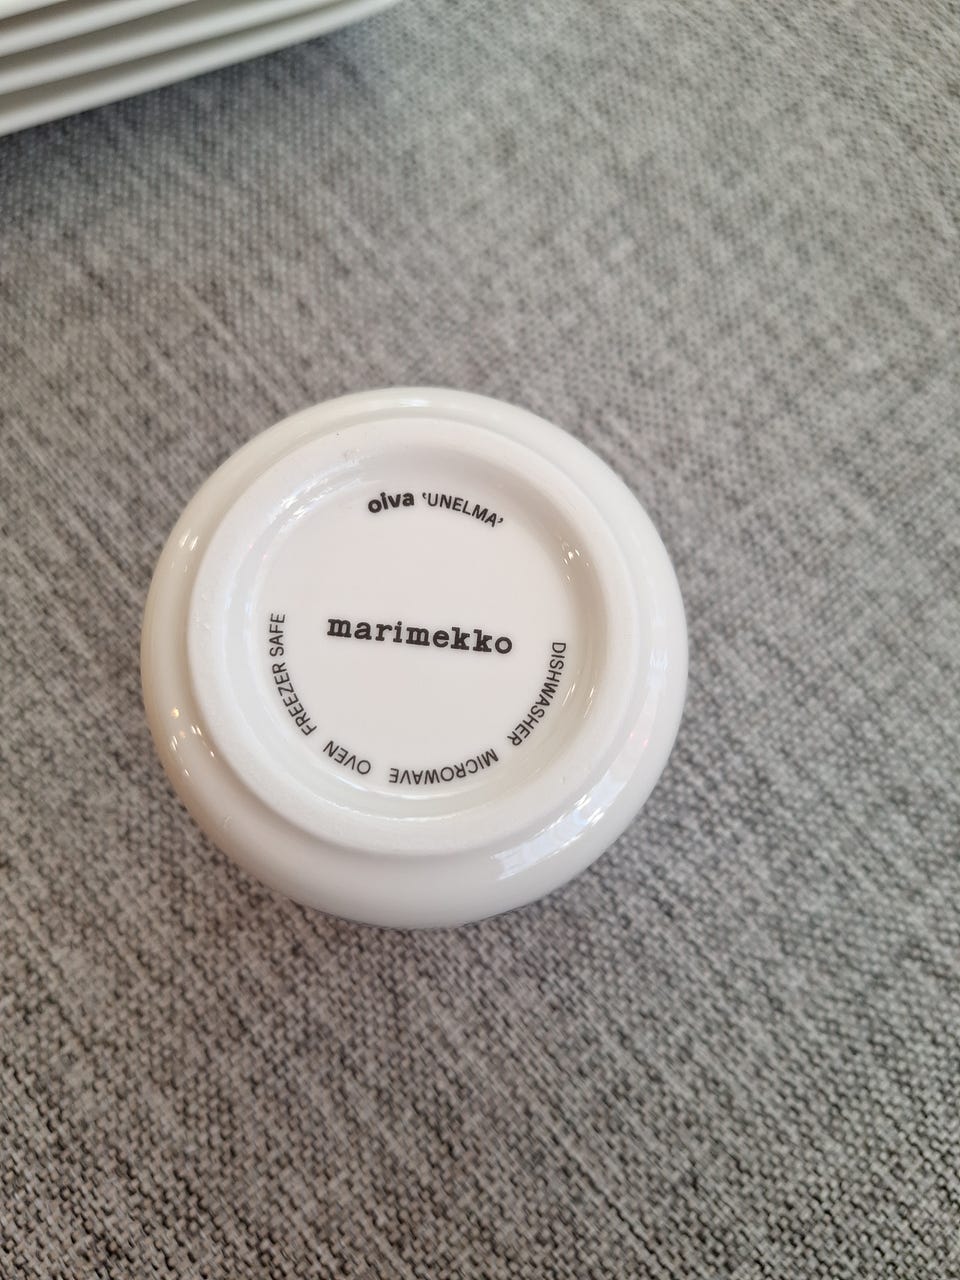 oiva ‘UNELMA’
marimekko
DISHWASHER MICROWAVE OVEN FREEZER SAFE